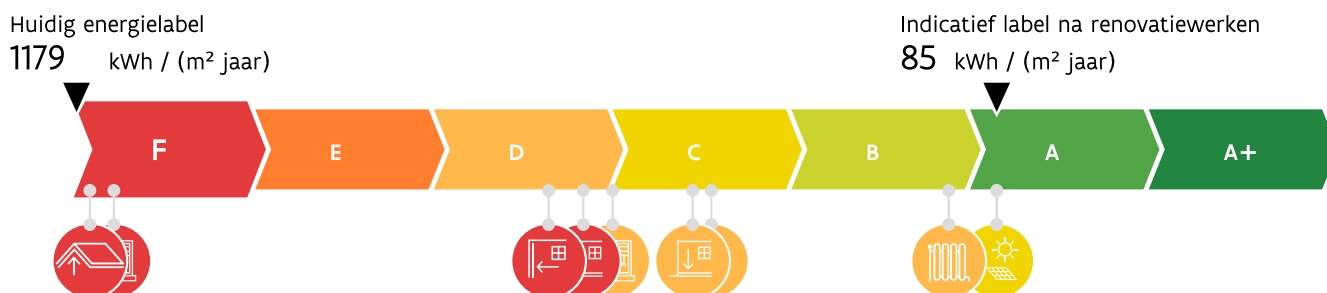 Huidig energielabel
1179 kWh / (m² jaar)
Indicatief label na renovatiewerken
85 kWh / (m² jaar)
F E D C B A A+